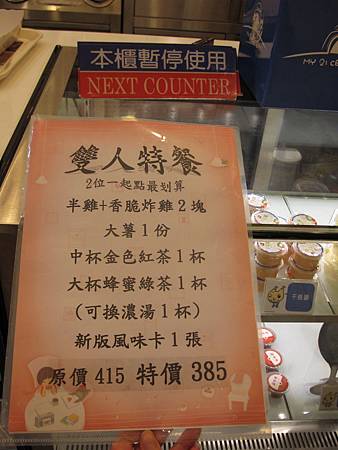 本櫃暫停使用
NEXT COUNTER
雙人特餐
2位一起點最划算
半雞+香脆炸雞2塊
大薯1份
中杯金色紅茶1杯
大杯蜂蜜綠茶1杯
(可換濃湯1杯)
新版風味卡1張
原價 415 特價 385